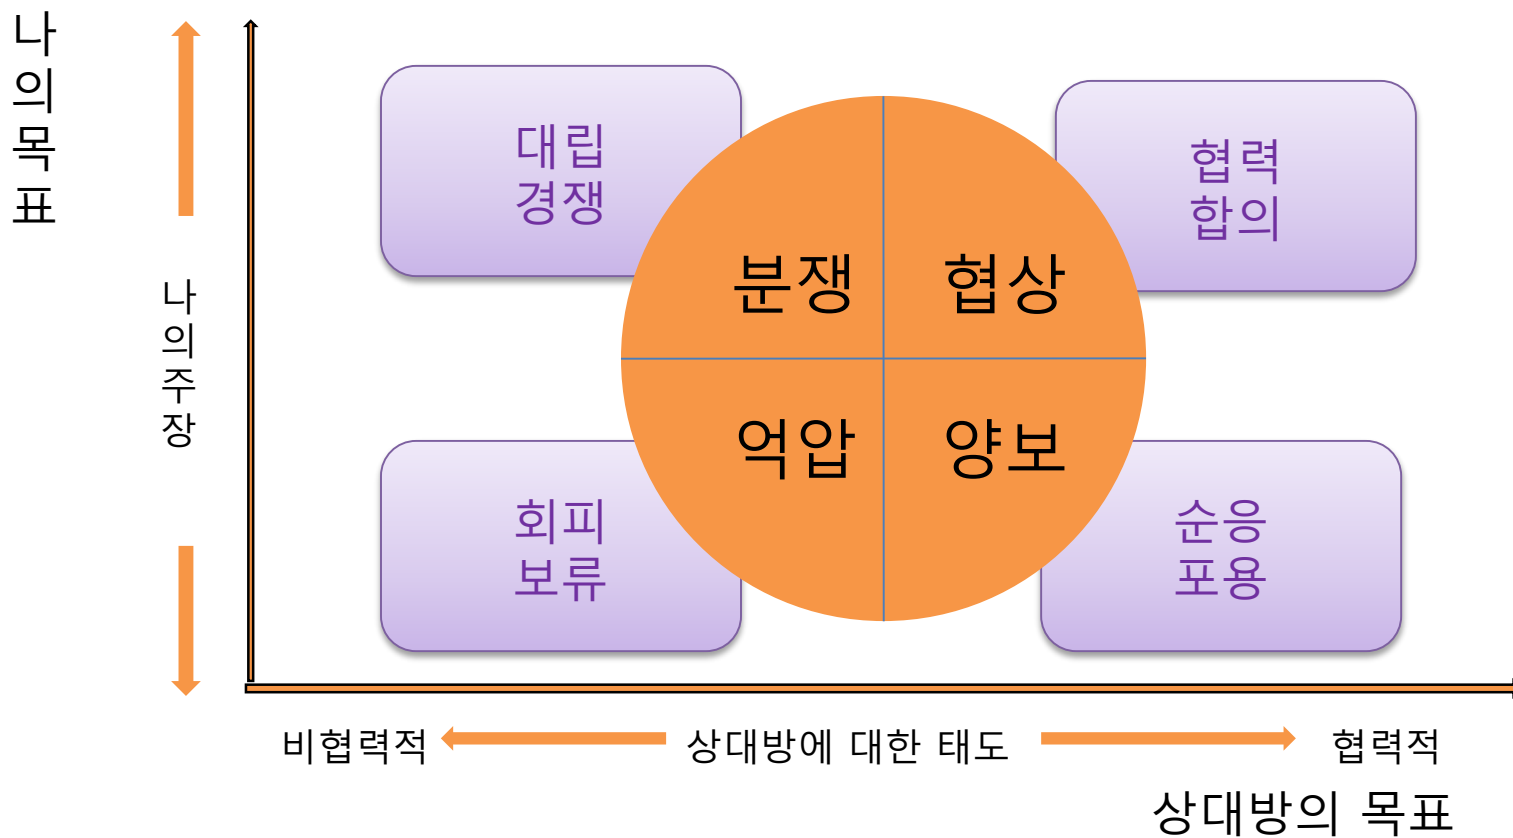 나의목표
나의주장
대립
경쟁
협력
합의
분쟁
협상
억압
양보
회피
보류
순응
포용
비협력적
상대방에 대한 태도
협력적
상대방의 목표